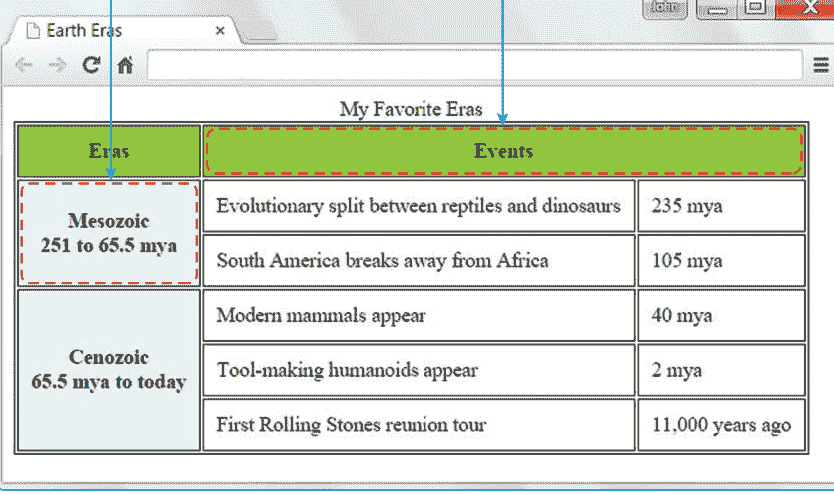 John
Earth Eras
My Favorite Eras
Eras Events
Mesozoic
251 to 65.5 mya
Evolutionary split between reptiles and dinosaurs 235 mya
South America breaks away from Africa 105 mya
Cenozoic
65.5 mya to today
Modern mammals appear 40 mya
Tool-making humanoids appear 2 mya
First Rolling Stones reunion tour 11,000 years ago